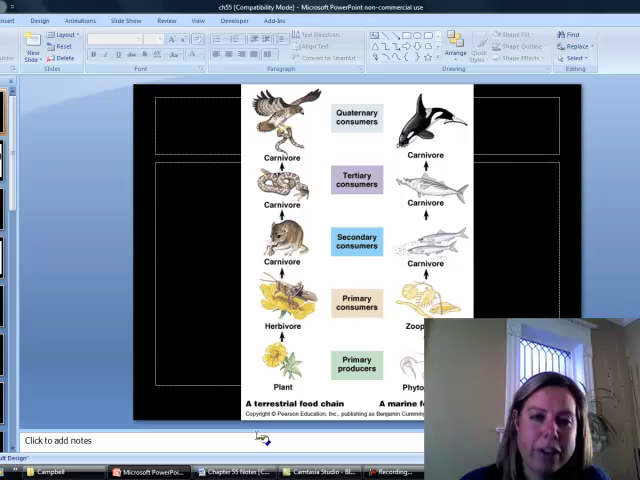 ch55 [Compatibility Mode] - Microsoft PowerPoint non-commercial use
Insert Design Animations Slide Show Review View Developer Add-Ins
New Slide
Layout
Reset
Delete
Slides
Font
Paragraph
Text Direction
Align Text
Convert to SmartArt
Arrange
Quick Styles
Shape Fill
Shape Outline
Shape Effects
Drawing
Find
Replace
Select
Editing
Quaternary consumers
Carnivore Carnivore
Tertiary consumers
Carnivore Carnivore
Secondary consumers
Carnivore Carnivore
Primary consumers
Herbivore Zoop
Primary producers
Plant Phyto
A terrestrial food chain A marine f
Copyright © Pearson Education, Inc., publishing as Benjamin Cumming
Click to add notes
ult Design"
Campbell Microsoft PowerPoi... Chapter 55 Notes [C... Camtasia Studio - Recording...